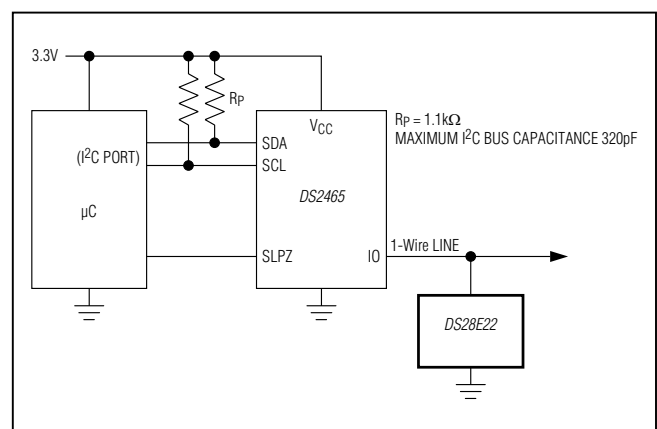 3.3V
RP
VCC
RP = 1.1kΩ
MAXIMUM I²C BUS CAPACITANCE 320pF
(I²C PORT)
SDA
SCL
DS2465
µC
1-Wire LINE
SLPZ
IO
DS28E22